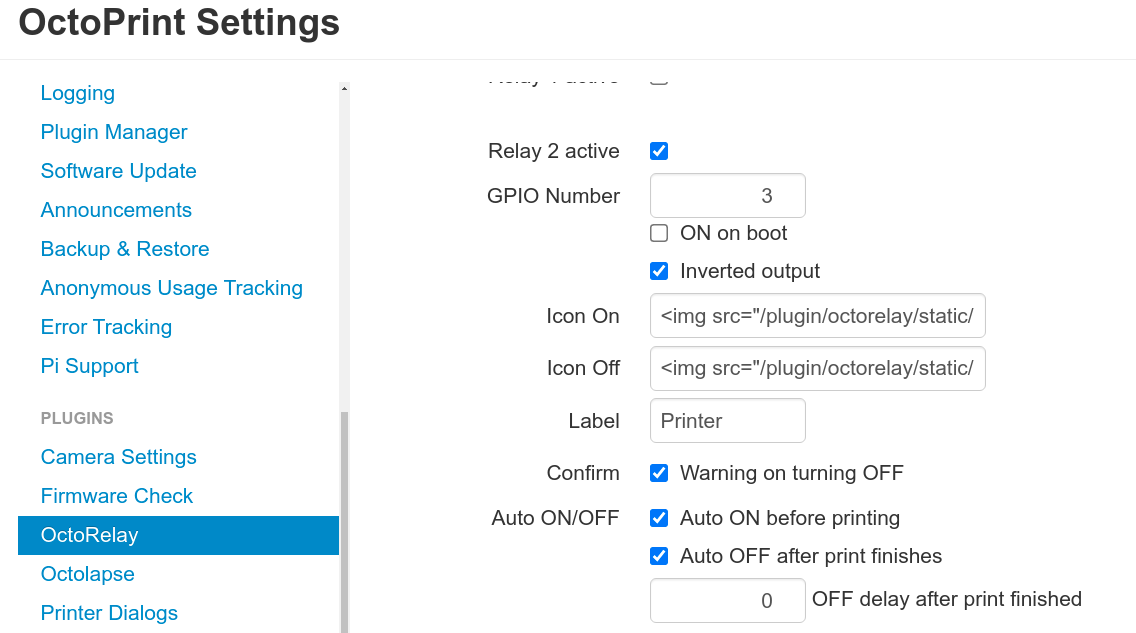 OctoPrint Settings
Logging
Plugin Manager
Software Update
Announcements
Backup & Restore
Anonymous Usage Tracking
Error Tracking
Pi Support
PLUGINS
Camera Settings
Firmware Check
OctoRelay
Octolapse
Printer Dialogs
Relay 2 active
GPIO Number 3
ON on boot
Inverted output
Icon On <img src="/plugin/octorelay/static/
Icon Off <img src="/plugin/octorelay/static/
Label Printer
Confirm Warning on turning OFF
Auto ON/OFF Auto ON before printing
Auto OFF after print finishes
0 OFF delay after print finished